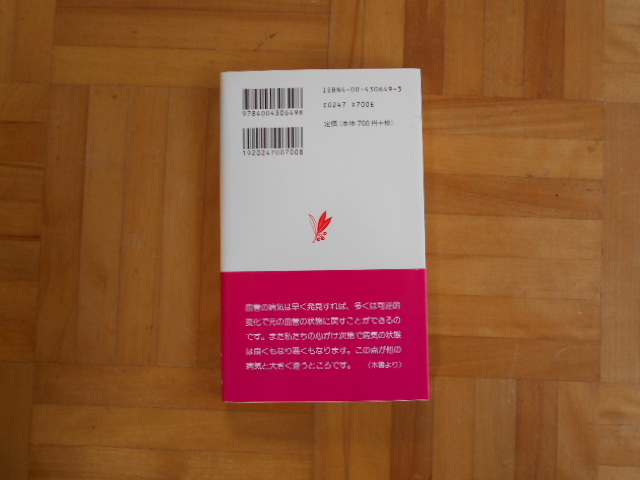 ISBN4-00-430649-3
9784004306498
C0247 ¥700E
定価（本体 700 円＋税）
1920247007008
血管の病気は早く発見すれば、多くは可逆的
変化で元の血管の状態に戻すことができるの
です。また私たちの心がけ次第で病気の状態
は良くもなり悪くもなります。この点が他の
病気と大きく違うところです。 （本書より）